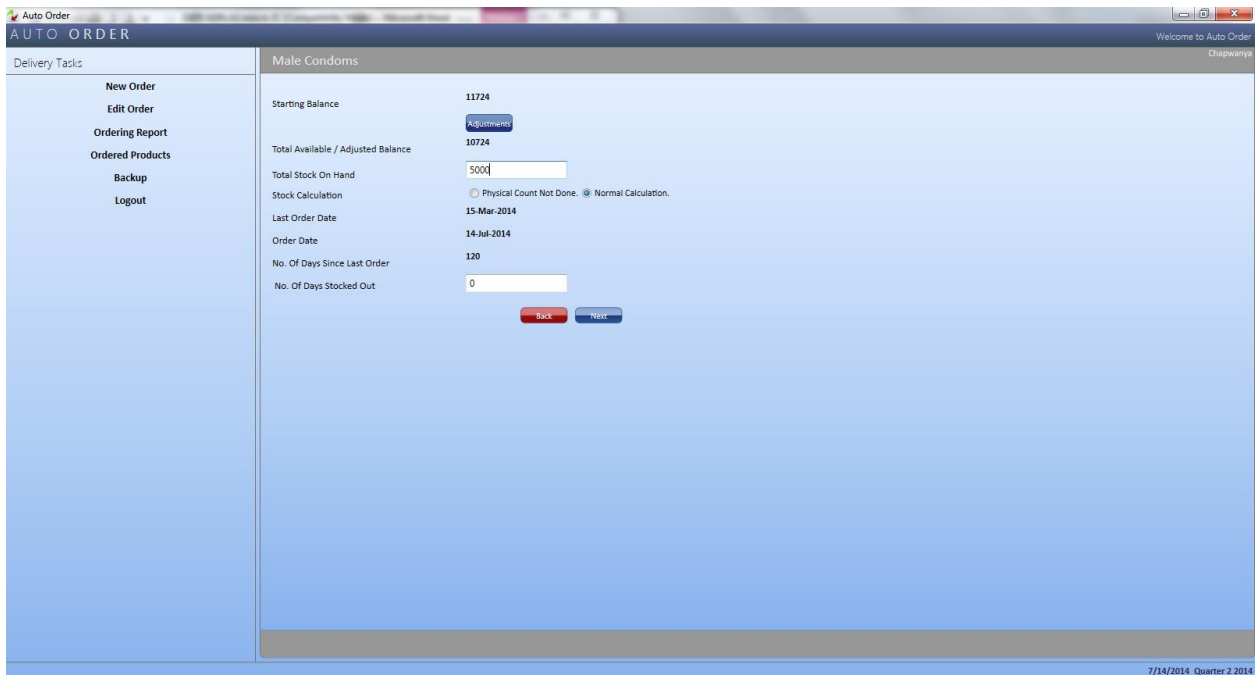 Auto Order
AUTO ORDER
Welcome to Auto Order
Delivery Tasks
New Order
Edit Order
Ordering Report
Ordered Products
Backup
Logout
Male Condoms
Chapwanya
Starting Balance 11724
Adjustments
Total Available / Adjusted Balance 10724
Total Stock On Hand 5000
Stock Calculation Physical Count Not Done. Normal Calculation.
Last Order Date 15-Mar-2014
Order Date 14-Jul-2014
No. Of Days Since Last Order 120
No. Of Days Stocked Out 0
Back Next
7/14/2014 Quarter 2 2014